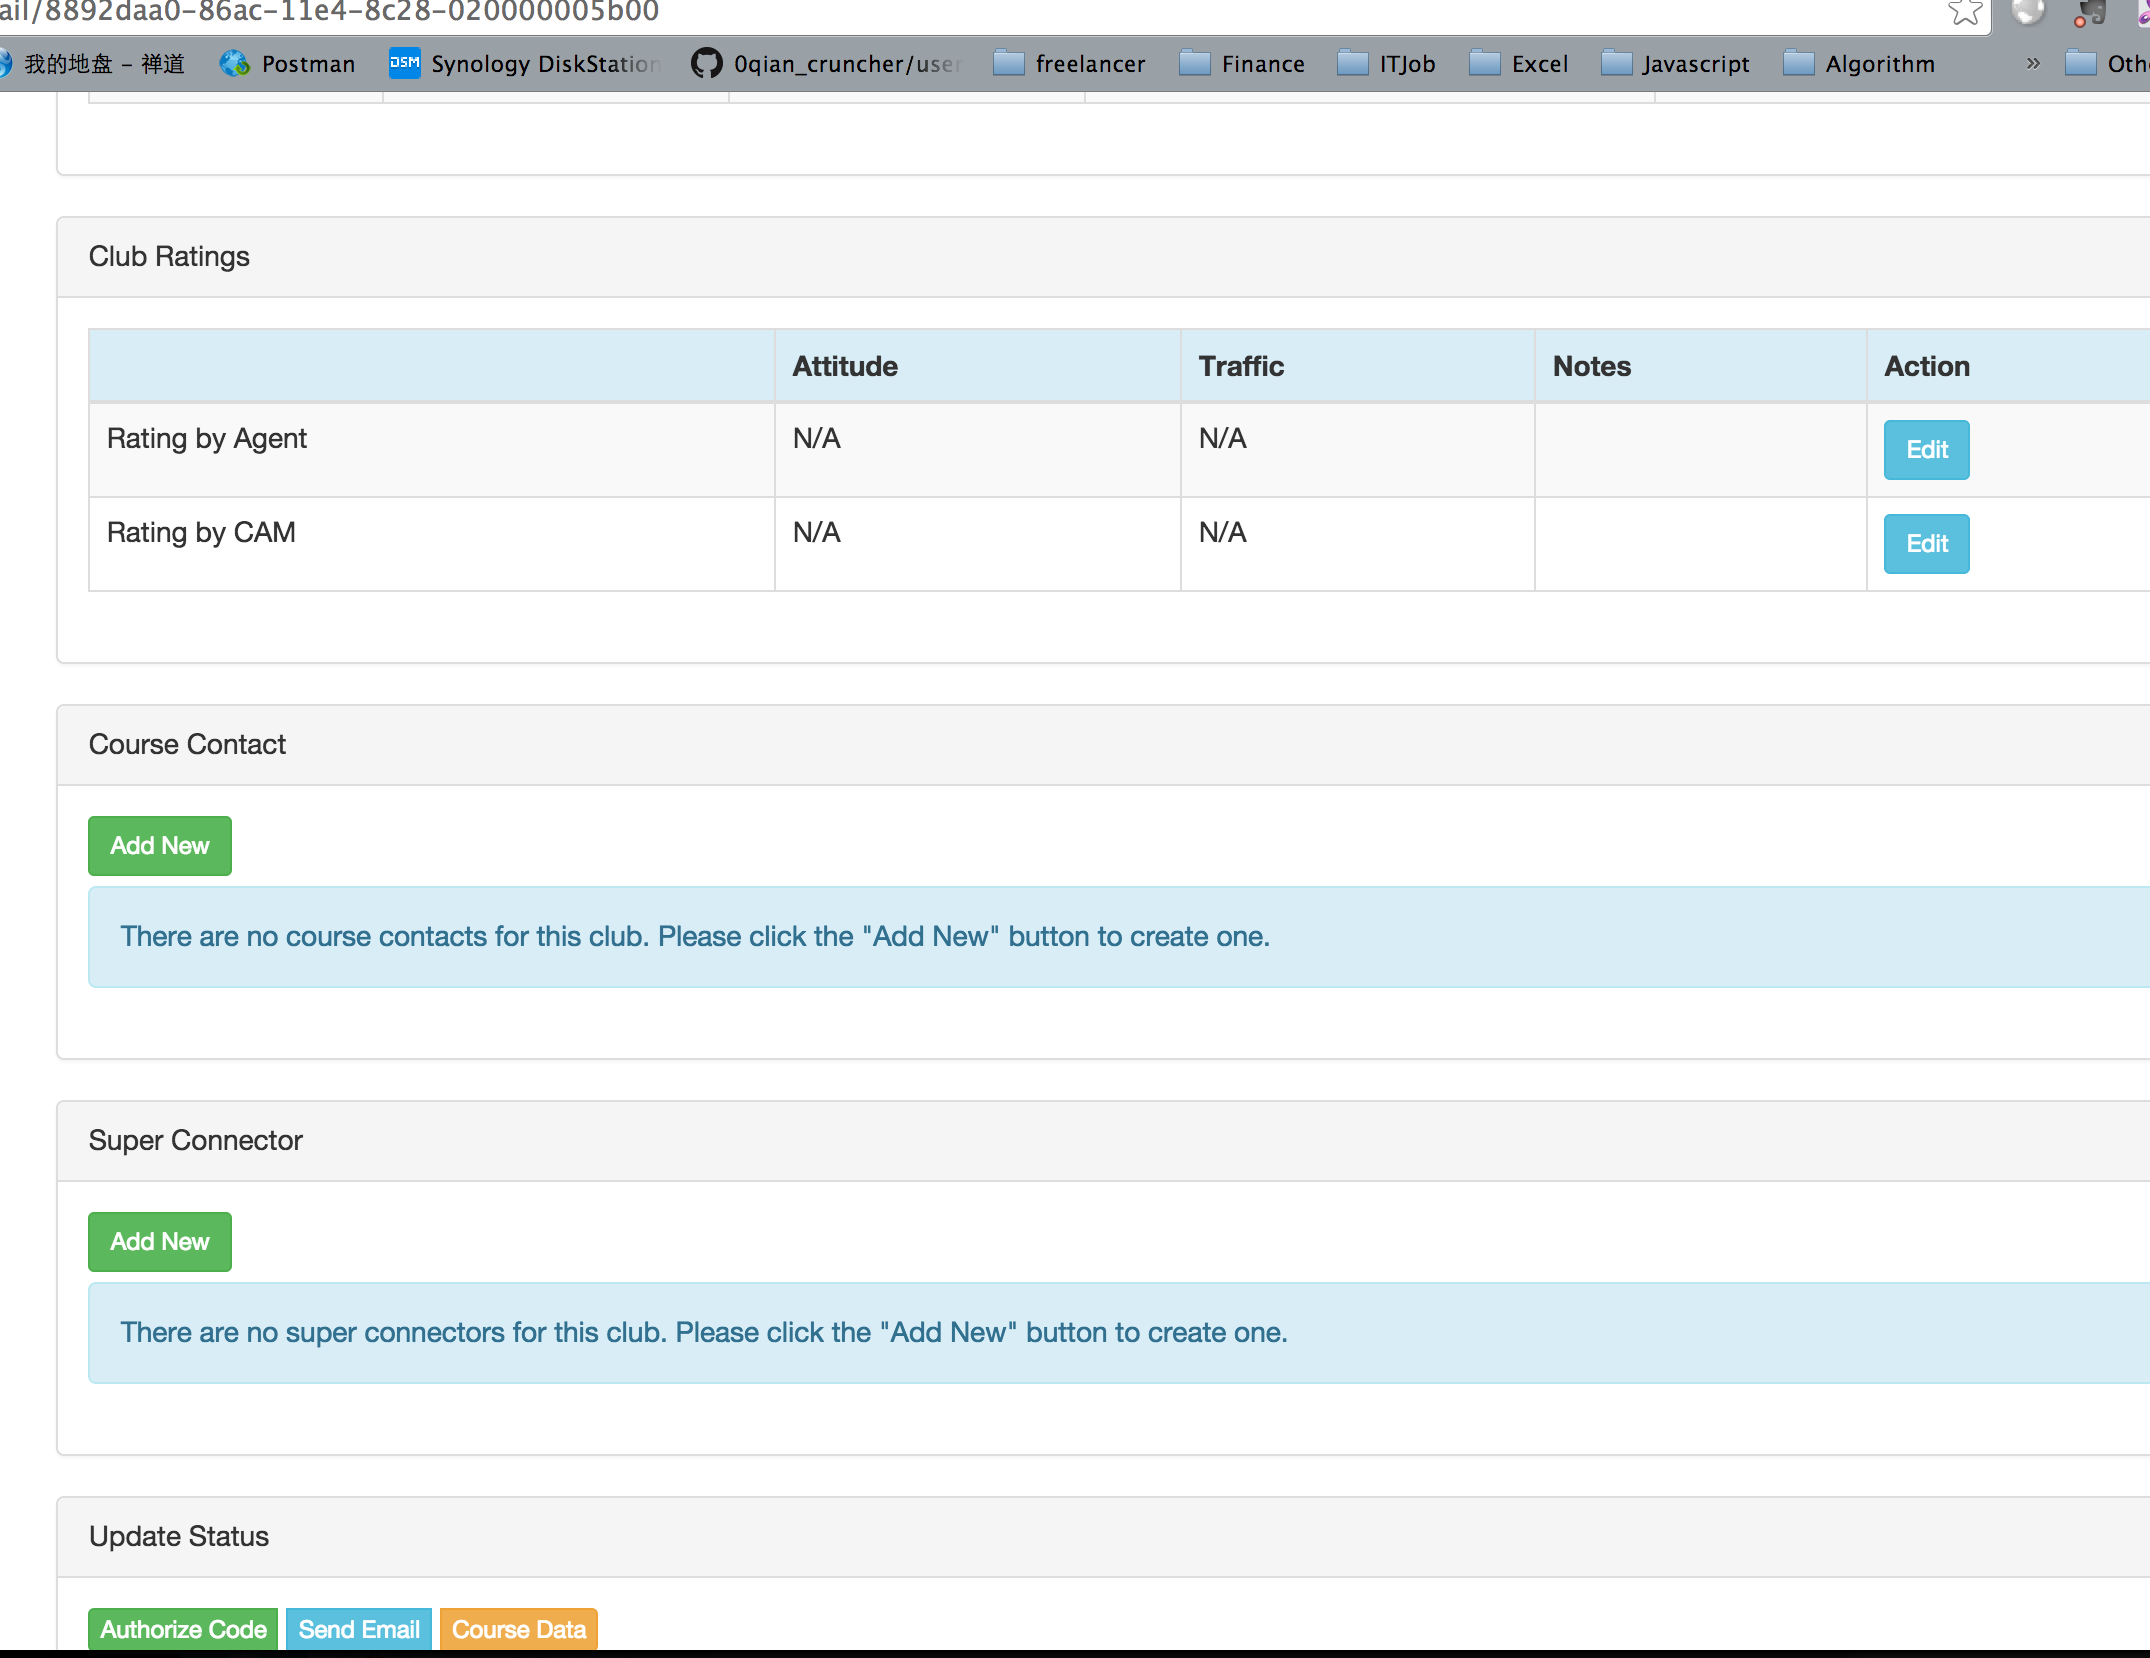 ail/8892daa0-86ac-11e4-8c28-020000005b00
我的地盘 – 禅道 Postman DSM Synology DiskStation 0qian_cruncher/user freelancer Finance ITJob Excel Javascript Algorithm » Oth
Club Ratings
Attitude Traffic Notes Action
Rating by Agent N/A N/A Edit
Rating by CAM N/A N/A Edit
Course Contact
Add New
There are no course contacts for this club. Please click the "Add New" button to create one.
Super Connector
Add New
There are no super connectors for this club. Please click the "Add New" button to create one.
Update Status
Authorize Code Send Email Course Data